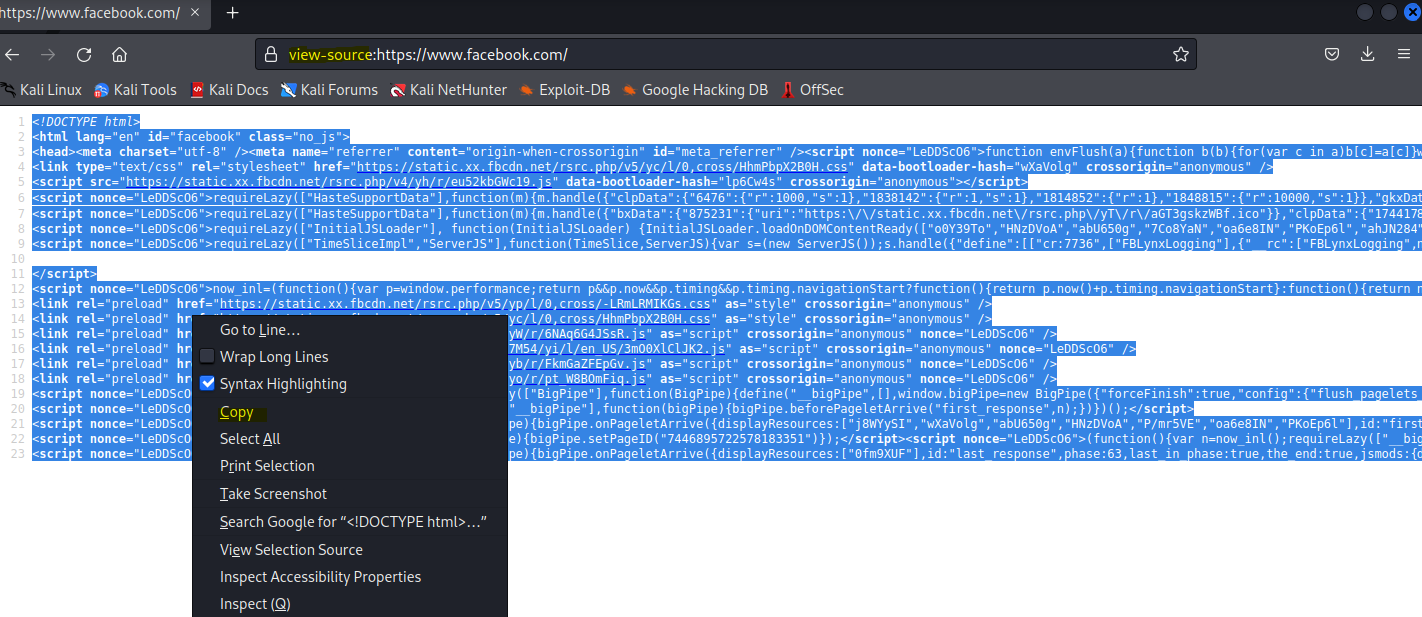 https://www.facebook.com/
view-source:https://www.facebook.com/
Kali Linux Kali Tools Kali Docs Kali Forums Kali NetHunter Exploit-DB Google Hacking DB OffSec
1 <!DOCTYPE html>
2 <html lang="en" id="facebook" class="no_js">
3 <head><meta charset="utf-8" /><meta name="referrer" content="origin-when-crossorigin" id="meta_referrer" /><script nonce="LeDDScO6">function envFlush(a){function b(b){for(var c in a)b[c]=a[c]}w
4 <link type="text/css" rel="stylesheet" href="https://static.xx.fbcdn.net/rsrc.php/v5/yc/l/0,cross/HhmPbpX2B0H.css" data-bootloader-hash="wXaVolg" crossorigin="anonymous" />
5 <script src="https://static.xx.fbcdn.net/rsrc.php/v4/yh/r/eu52kbGWc19.js" data-bootloader-hash="lp6Cw4s" crossorigin="anonymous"></script>
6 <script nonce="LeDDScO6">requireLazy(["HasteSupportData"],function(m){m.handle({"clpData":{"6476":{"r":1000,"s":1},"1838142":{"r":1,"s":1},"1814852":{"r":1},"1848815":{"r":10000,"s":1}},"gkxDat
7 <script nonce="LeDDScO6">requireLazy(["HasteSupportData"],function(m){m.handle({"bxData":{"875231":{"uri":"https:\/\/static.xx.fbcdn.net\/rsrc.php\/yT\/r\/aGT3gskzWBf.ico"}},"clpData":{"1744178
8 <script nonce="LeDDScO6">requireLazy(["InitialJSLoader"], function(InitialJSLoader) {InitialJSLoader.loadOnDOMContentReady(["o0Y39To","HNzDVoA","abU650g","7Co8YaN","oa6e8IN","PKoEp6l","ahJN284"
9 <script nonce="LeDDScO6">requireLazy(["TimeSliceImpl","ServerJS"],function(TimeSlice,ServerJS){var s=(new ServerJS());s.handle({"define":[["cr:7736",["FBLynxLogging"],{"__rc":["FBLynxLogging",n
10
11 </script>
12 <script nonce="LeDDScO6">now_inl=(function(){var p=window.performance;return p&&p.now&&p.timing&&p.timing.navigationStart?function(){return p.now()+p.timing.navigationStart}:function(){return n
13 <link rel="preload" href="https://static.xx.fbcdn.net/rsrc.php/v5/yp/l/0,cross/-LRmLRMIKGs.css" as="style" crossorigin="anonymous" />
14 <link rel="preload" yc/l/0,cross/HhmPbpX2B0H.css" as="style" crossorigin="anonymous" />
15 <link rel="preload" yW/r/6NAq6G4JSsR.js" as="script" crossorigin="anonymous" nonce="LeDDScO6" />
16 <link rel="preload" 7M54/yi/l/en_US/3mO0XlClJK2.js" as="script" crossorigin="anonymous" nonce="LeDDScO6" />
17 <link rel="preload" yb/r/FkmGaZFEpGv.js" as="script" crossorigin="anonymous" nonce="LeDDScO6" />
18 <link rel="preload" yo/r/pt_W8BOmFiq.js" as="script" crossorigin="anonymous" nonce="LeDDScO6" />
19 <script nonce="LeDDSc y(["BigPipe"],function(BigPipe){define("__bigPipe",[],window.bigPipe=new BigPipe({"forceFinish":true,"config":{"flush_pagelets
20 <script nonce="LeDDSc "__bigPipe"],function(bigPipe){bigPipe.beforePageletArrive("first_response",n);})})();</script>
21 <script nonce="LeDDSc pe){bigPipe.onPageletArrive({displayResources:["j8WYySI","wXaVolg","abU650g","HNzDVoA","P/mr5VE","oa6e8IN","PKoEp6l"],id:"first
22 <script nonce="LeDDSc e){bigPipe.setPageID("7446895722578183351")});</script><script nonce="LeDDScO6">(function(){var n=now_inl();requireLazy(["__big
23 <script nonce="LeDDSc pe){bigPipe.onPageletArrive({displayResources:["0fm9XUF"],id:"last_response",phase:63,last_in_phase:true,the_end:true,jsmods:{d
Go to Line…
Wrap Long Lines
Syntax Highlighting
Copy
Select All
Print Selection
Take Screenshot
Search Google for “<!DOCTYPE html>…”
View Selection Source
Inspect Accessibility Properties
Inspect (Q)